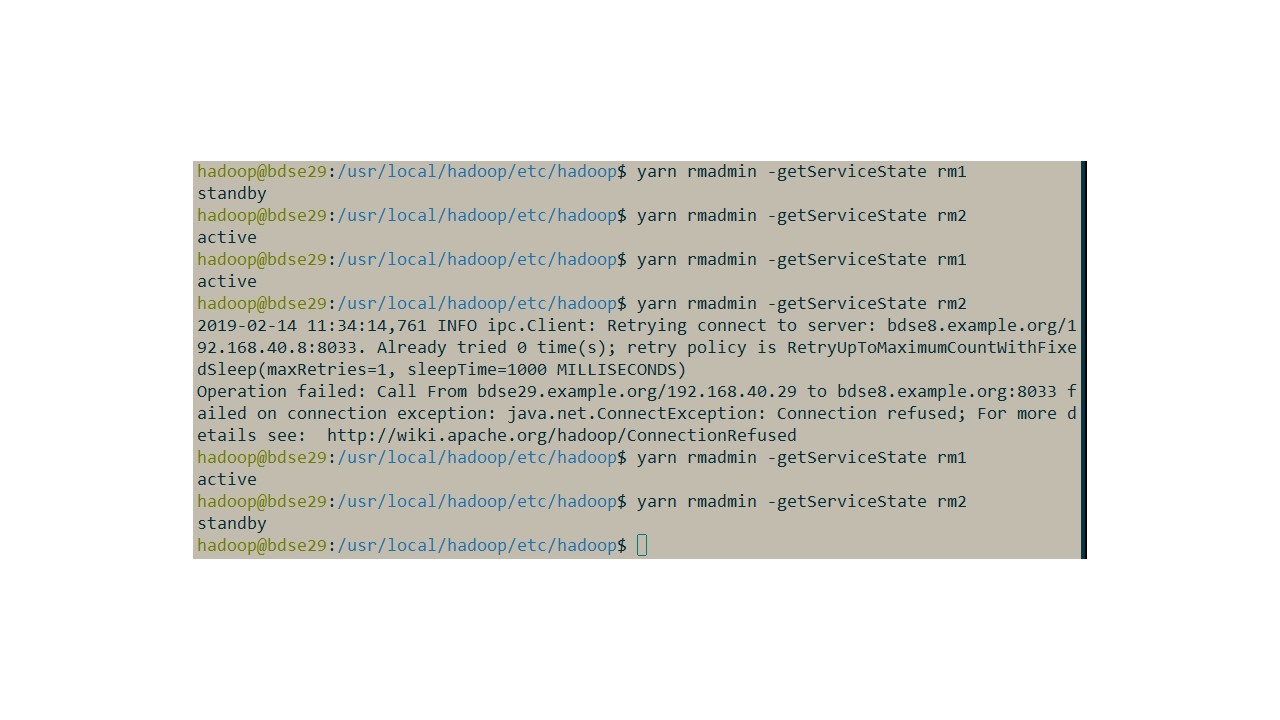 hadoop@bdse29:/usr/local/hadoop/etc/hadoop$ yarn rmadmin -getServiceState rm1
standby
hadoop@bdse29:/usr/local/hadoop/etc/hadoop$ yarn rmadmin -getServiceState rm2
active
hadoop@bdse29:/usr/local/hadoop/etc/hadoop$ yarn rmadmin -getServiceState rm1
active
hadoop@bdse29:/usr/local/hadoop/etc/hadoop$ yarn rmadmin -getServiceState rm2
2019-02-14 11:34:14,761 INFO ipc.Client: Retrying connect to server: bdse8.example.org/1
92.168.40.8:8033. Already tried 0 time(s); retry policy is RetryUpToMaximumCountWithFixe
dSleep(maxRetries=1, sleepTime=1000 MILLISECONDS)
Operation failed: Call From bdse29.example.org/192.168.40.29 to bdse8.example.org:8033 f
ailed on connection exception: java.net.ConnectException: Connection refused; For more d
etails see:  http://wiki.apache.org/hadoop/ConnectionRefused
hadoop@bdse29:/usr/local/hadoop/etc/hadoop$ yarn rmadmin -getServiceState rm1
active
hadoop@bdse29:/usr/local/hadoop/etc/hadoop$ yarn rmadmin -getServiceState rm2
standby
hadoop@bdse29:/usr/local/hadoop/etc/hadoop$